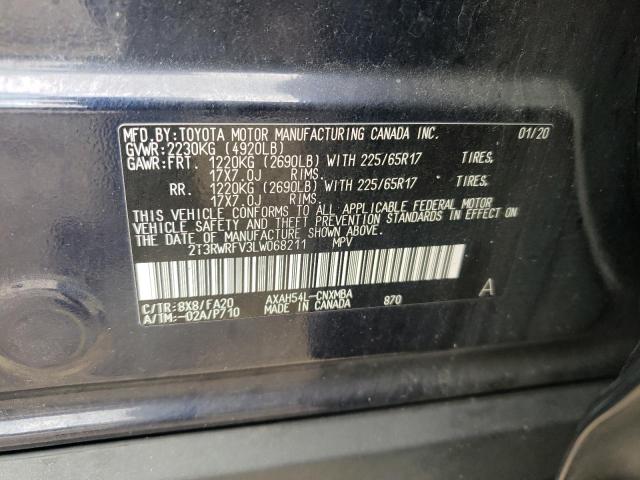 MFD.BY:TOYOTA MOTOR MANUFACTURING CANADA INC. 01/20
GVWR:2230KG (4920LB)
GAWR:FRT. 1220KG (2690LB) WITH 225/65R17 TIRES,
17X7.0J RIMS.
RR. 1220KG (2690LB) WITH 225/65R17 TIRES,
17X7.0J RIMS.
THIS VEHICLE CONFORMS TO ALL APPLICABLE FEDERAL MOTOR
VEHICLE SAFETY AND THEFT PREVENTION STANDARDS IN EFFECT ON
THE DATE OF MANUFACTURE SHOWN ABOVE.
2T3RWRFV3LW068211 MPV
C/TR:8X8/FA20 AXAH54L-CNXMBA 870 A
A/TM:-02A/P710 MADE IN CANADA